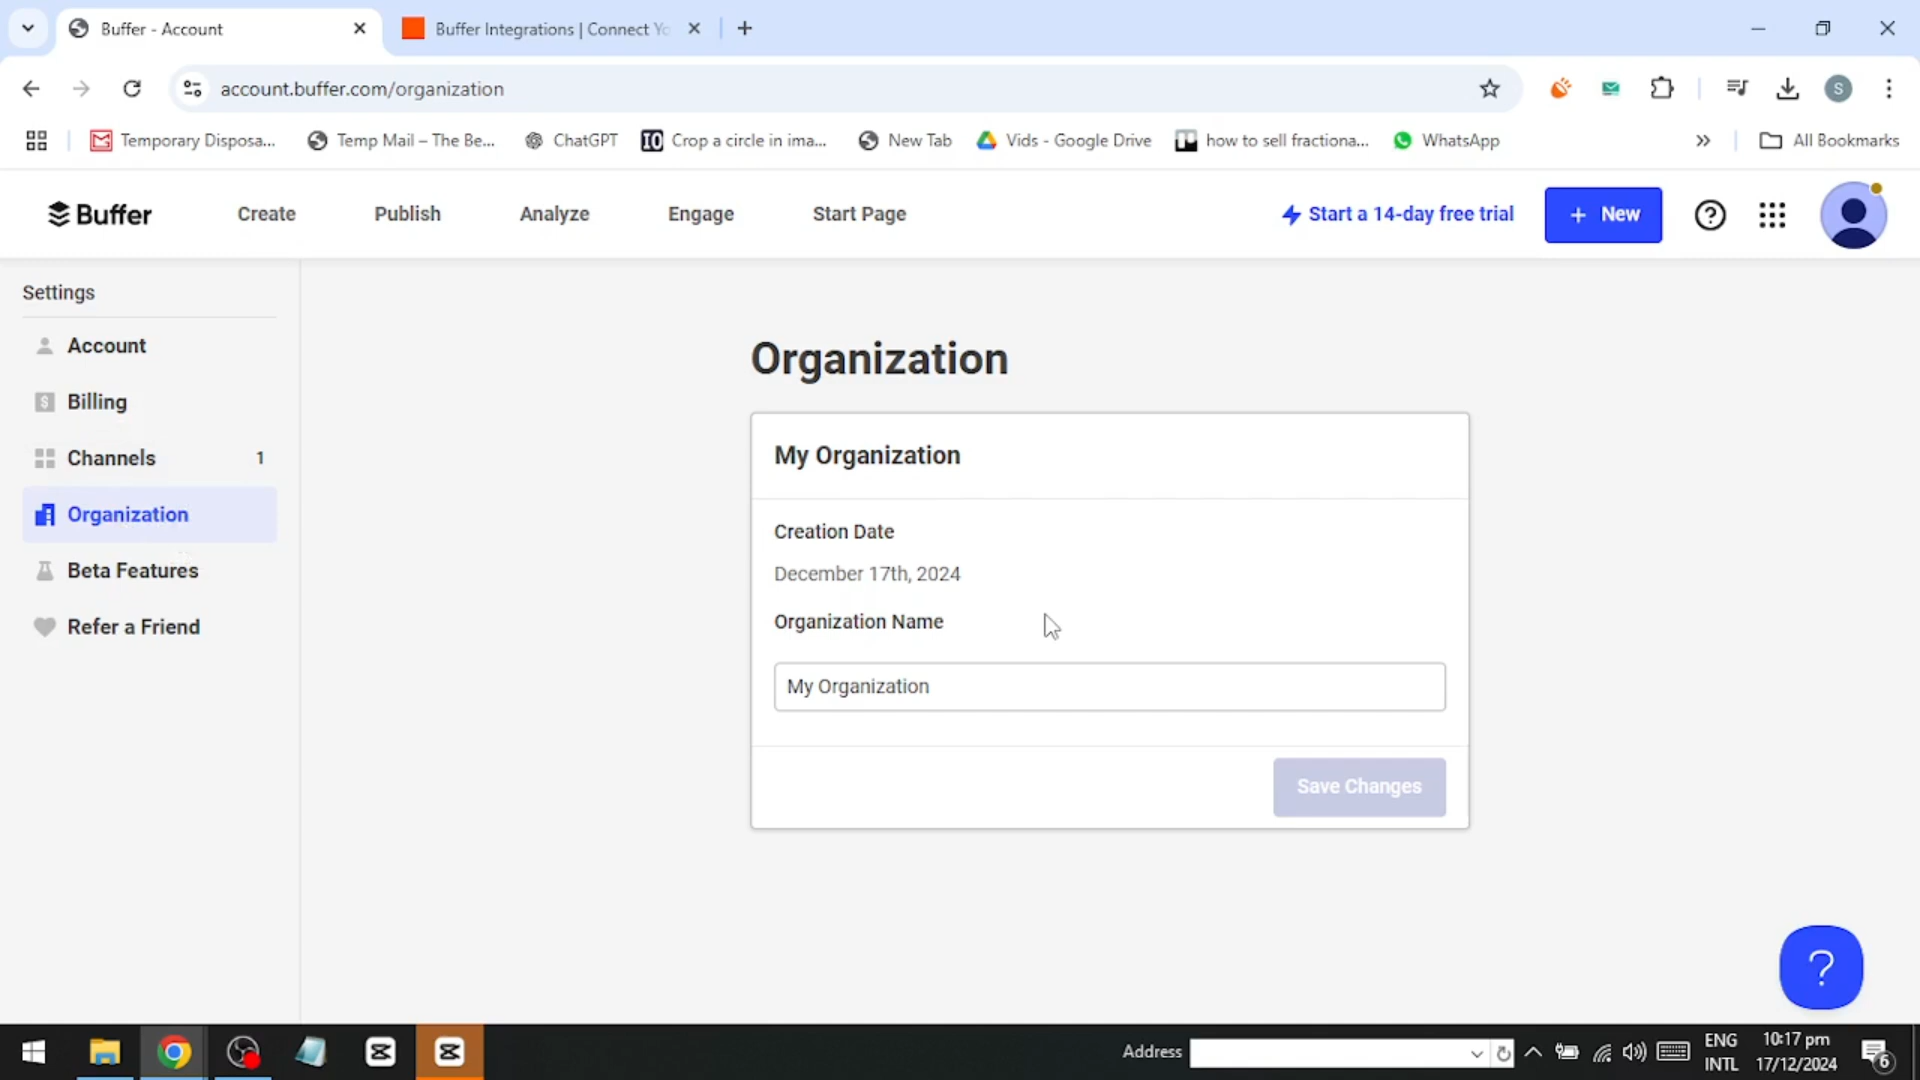 Buffer - Account
Buffer Integrations | Connect Yo
account.buffer.com/organization
S
Temporary Disposa...
Temp Mail – The Be...
ChatGPT
Crop a circle in ima...
New Tab
Vids - Google Drive
how to sell fractiona...
WhatsApp
All Bookmarks
Buffer
Create
Publish
Analyze
Engage
Start Page
Start a 14-day free trial
+ New
Settings
Account
Billing
Channels 1
Organization
Beta Features
Refer a Friend
Organization
My Organization
Creation Date
December 17th, 2024
Organization Name
My Organization
Save Changes
?
Address
ENG
INTL
10:17 pm
17/12/2024
6